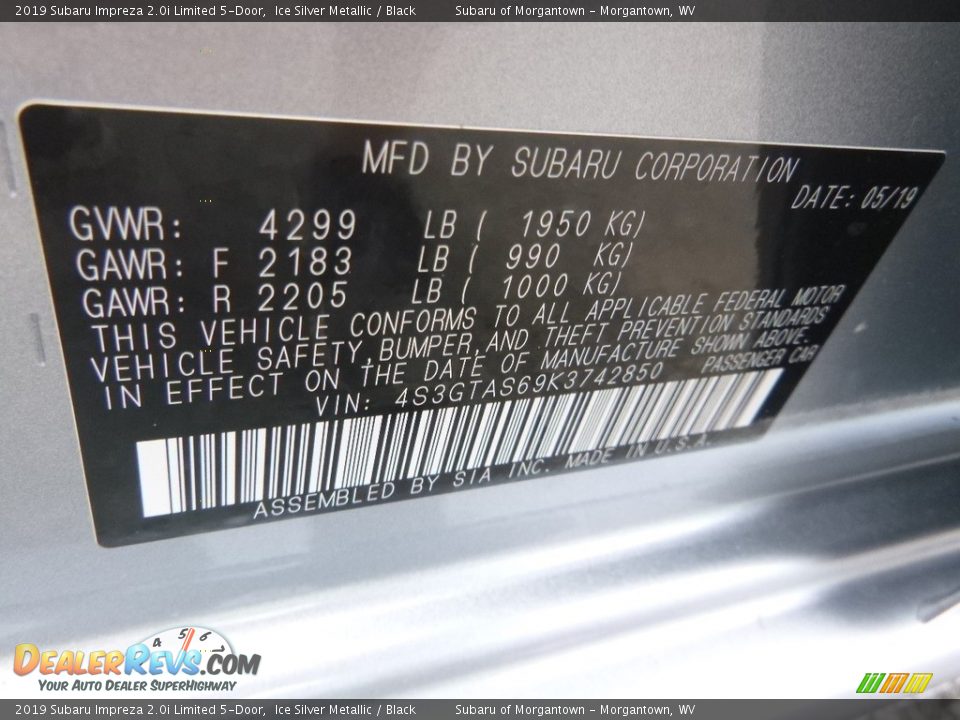 2019 Subaru Impreza 2.0i Limited 5-Door, Ice Silver Metallic / Black Subaru of Morgantown - Morgantown, WV
MFD BY SUBARU CORPORATION
DATE: 05/19
GVWR: 4299 LB ( 1950 KG)
GAWR: F 2183 LB ( 990 KG)
GAWR: R 2205 LB ( 1000 KG)
THIS VEHICLE CONFORMS TO ALL APPLICABLE FEDERAL MOTOR
VEHICLE SAFETY, BUMPER, AND THEFT PREVENTION STANDARDS
IN EFFECT ON THE DATE OF MANUFACTURE SHOWN ABOVE.
VIN: 4S3GTAS69K3742850 PASSENGER CAR
ASSEMBLED BY SIA INC. MADE IN U.S.A.
4 5 6
DEALERREVS.COM
YOUR AUTO DEALER SUPERHIGHWAY
2019 Subaru Impreza 2.0i Limited 5-Door, Ice Silver Metallic / Black Subaru of Morgantown - Morgantown, WV